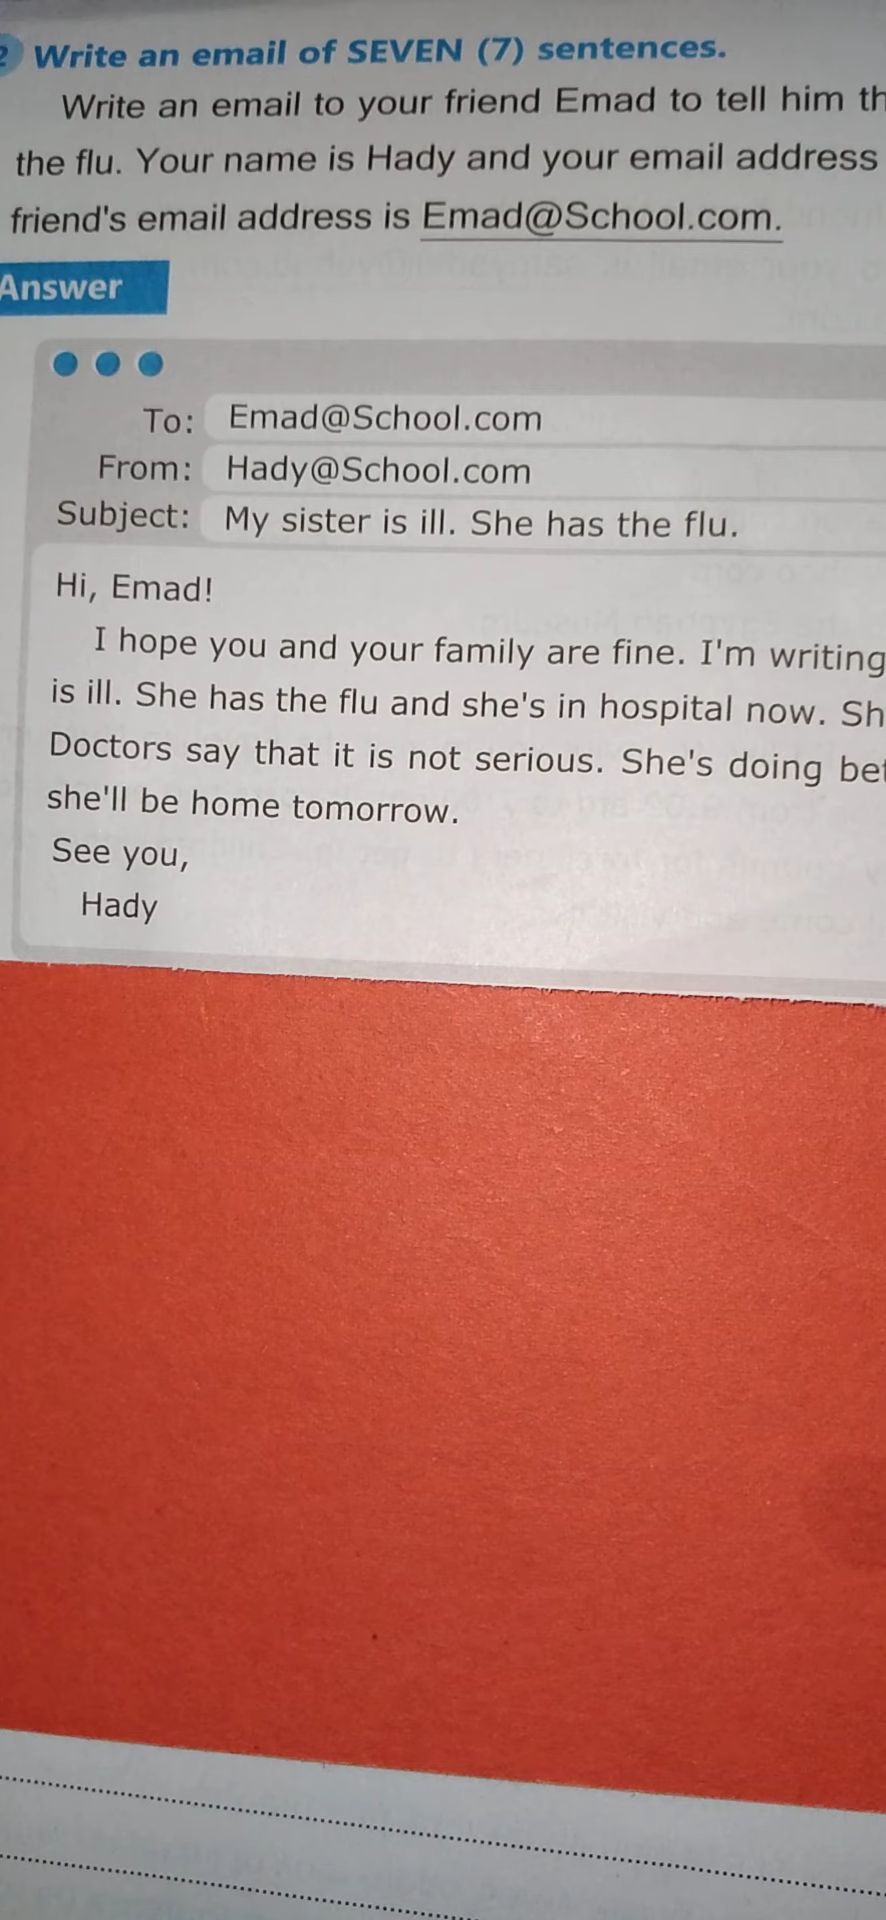 2 Write an email of SEVEN (7) sentences.
Write an email to your friend Emad to tell him
the flu. Your name is Hady and your email address
friend's email address is Emad@School.com.
Answer
To: Emad@School.com
From: Hady@School.com
Subject: My sister is ill. She has the flu.
Hi, Emad!
I hope you and your family are fine. I'm writing
is ill. She has the flu and she's in hospital now.
Doctors say that it is not serious. She's doing
she'll be home tomorrow.
See you,
Hady